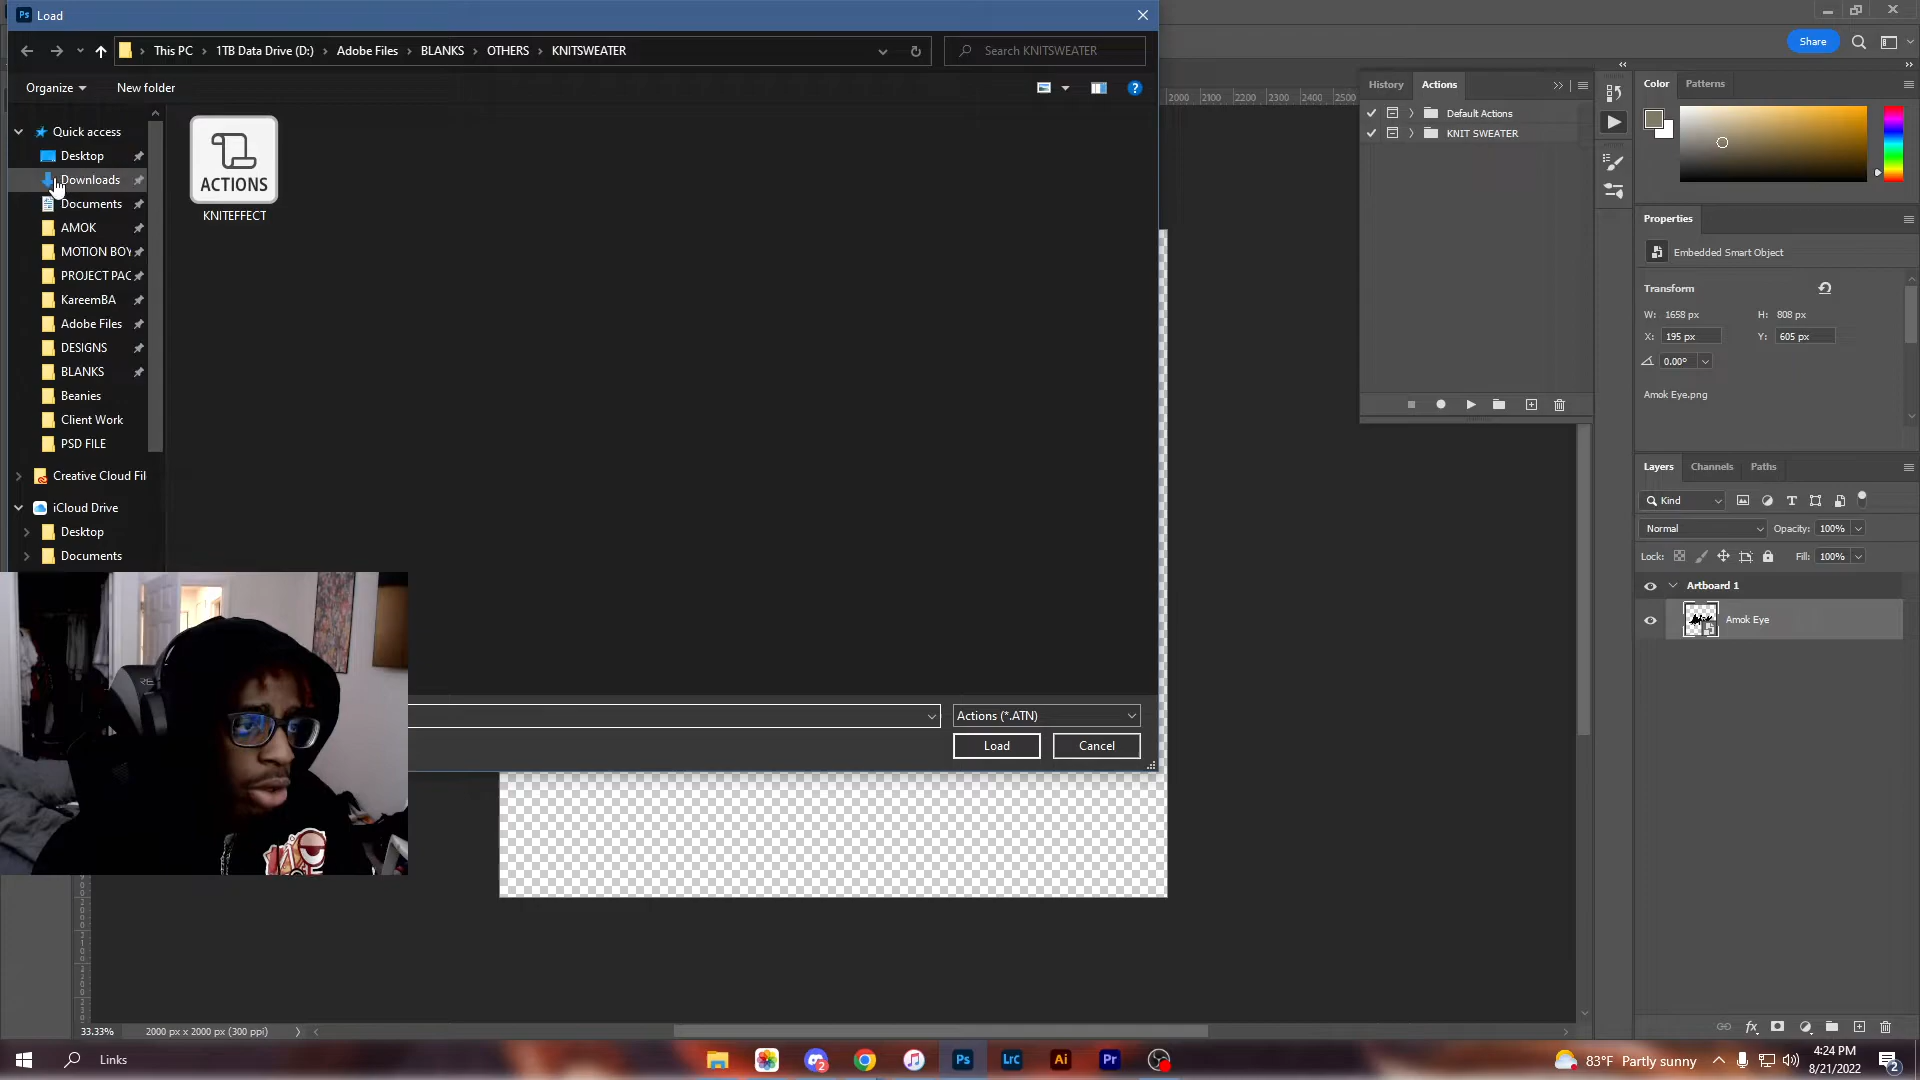 Load
This PC > 1TB Data Drive (D:) > Adobe Files > BLANKS > OTHERS > KNITSWEATER
Search KNITSWEATER
Organize
New folder
Quick access
Desktop
Downloads
Documents
AMOK
MOTION BOY
PROJECT PAC
KareemBA
Adobe Files
DESIGNS
BLANKS
Beanies
Client Work
PSD FILE
Creative Cloud Fil
iCloud Drive
Desktop
Documents
ACTIONS
KNITEFFECT
Actions (*.ATN)
Load
Cancel
Share
2000 2100 2200 2300 2400 2500
History
Actions
Default Actions
KNIT SWEATER
Color
Patterns
Properties
Embedded Smart Object
Transform
W: 1658 px
H: 808 px
X: 195 px
Y: 605 px
0.00°
Amok Eye.png
Layers
Channels
Paths
Kind
Normal
Opacity: 100%
Lock:
Fill: 100%
Artboard 1
Amok Eye
33.33%
2000 px x 2000 px (300 ppi)
Links
Ps
Lrc
Ai
Pr
83°F Partly sunny
4:24 PM
8/21/2022
2